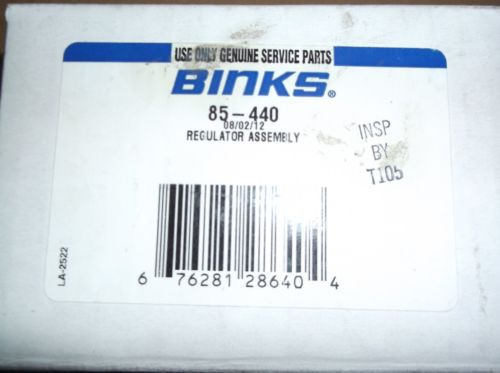 USE ONLY GENUINE SERVICE PARTS
BINKS®
85-440
08/02/12
REGULATOR ASSEMBLY
INSP
BY
T105
LA-2522
6 76281 28640 4